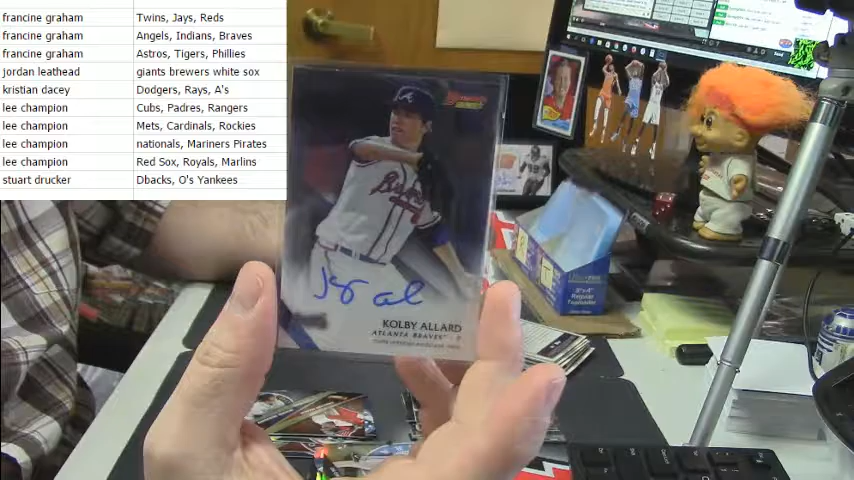 francine graham Twins, Jays, Reds
francine graham Angels, Indians, Braves
francine graham Astros, Tigers, Phillies
jordan leathead giants brewers white sox
kristian dacey Dodgers, Rays, A's
lee champion Cubs, Padres, Rangers
lee champion Mets, Cardinals, Rockies
lee champion nationals, Mariners Pirates
lee champion Red Sox, Royals, Marlins
stuart drucker Dbacks, O's Yankees
Braves
KOLBY ALLARD
ATLANTA BRAVES